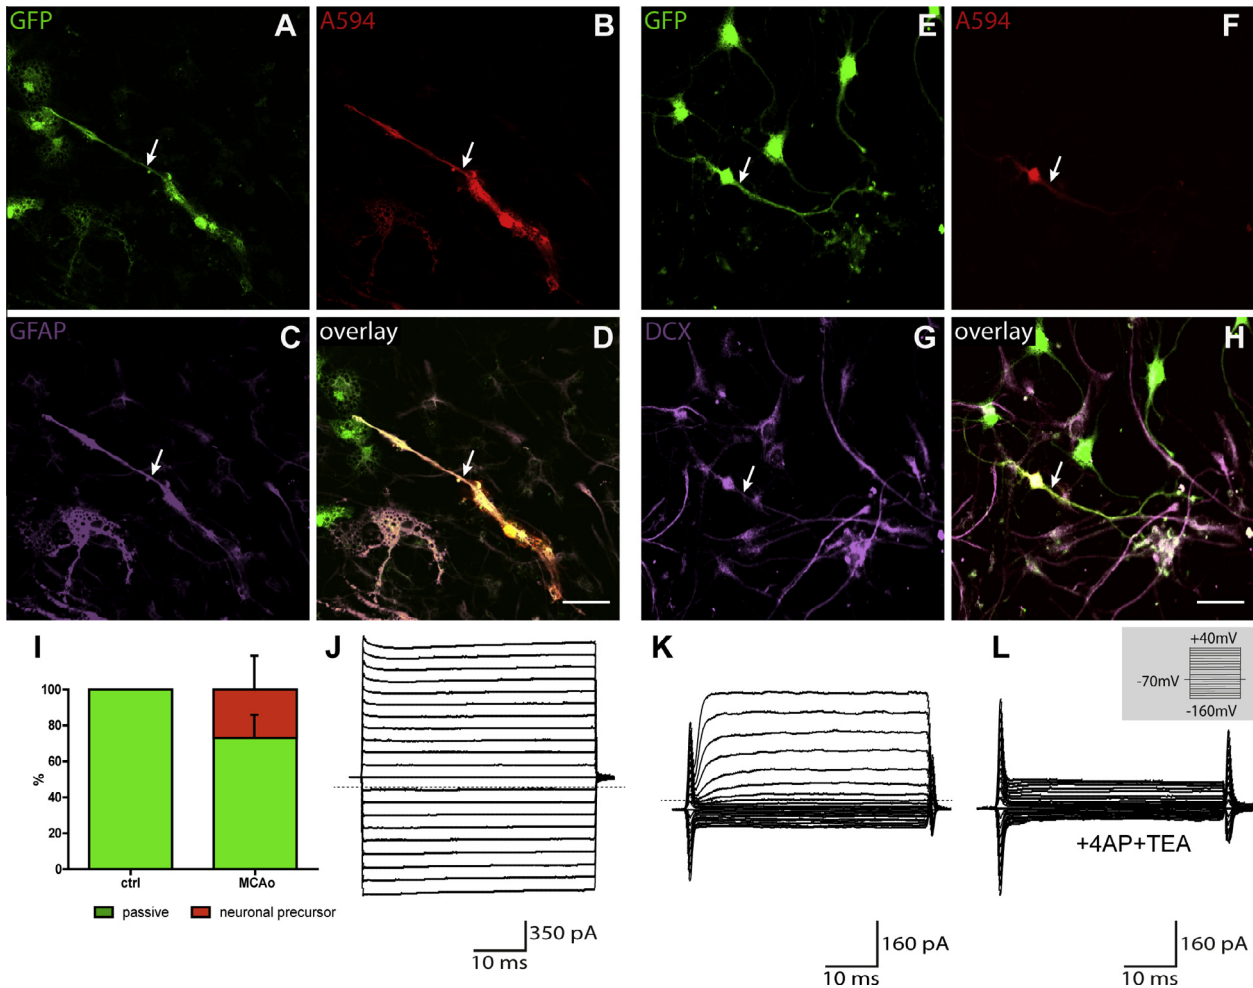 GFP A
A594 B
GFP E
A594 F
GFAP C
overlay D
DCX G
overlay H
I
J
K
L
+40mV
-70mV
-160mV
100
80
60
40
20
0
%
ctrl
MCAo
passive
neuronal precursor
+4AP+TEA
350 pA
10 ms
160 pA
10 ms
160 pA
10 ms